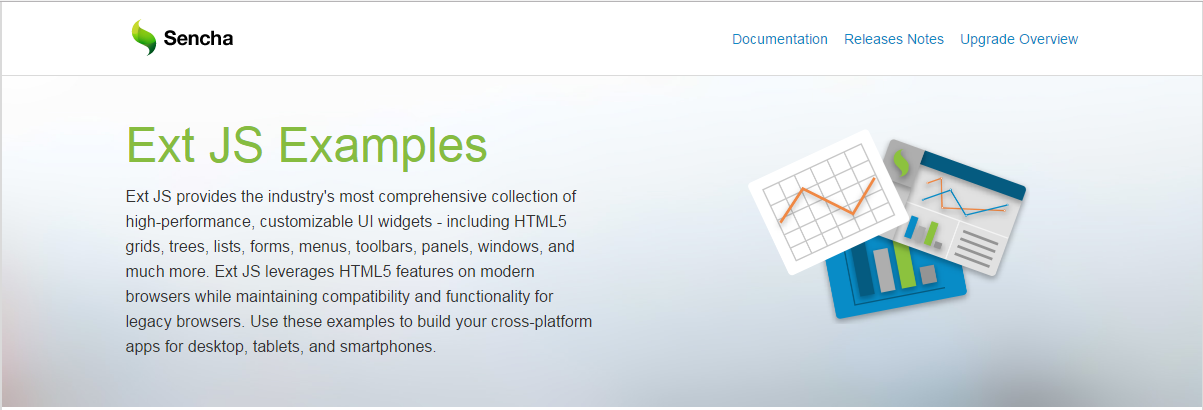 Sencha
Documentation Releases Notes Upgrade Overview
Ext JS Examples
Ext JS provides the industry's most comprehensive collection of
high-performance, customizable UI widgets - including HTML5
grids, trees, lists, forms, menus, toolbars, panels, windows, and
much more. Ext JS leverages HTML5 features on modern
browsers while maintaining compatibility and functionality for
legacy browsers. Use these examples to build your cross-platform
apps for desktop, tablets, and smartphones.